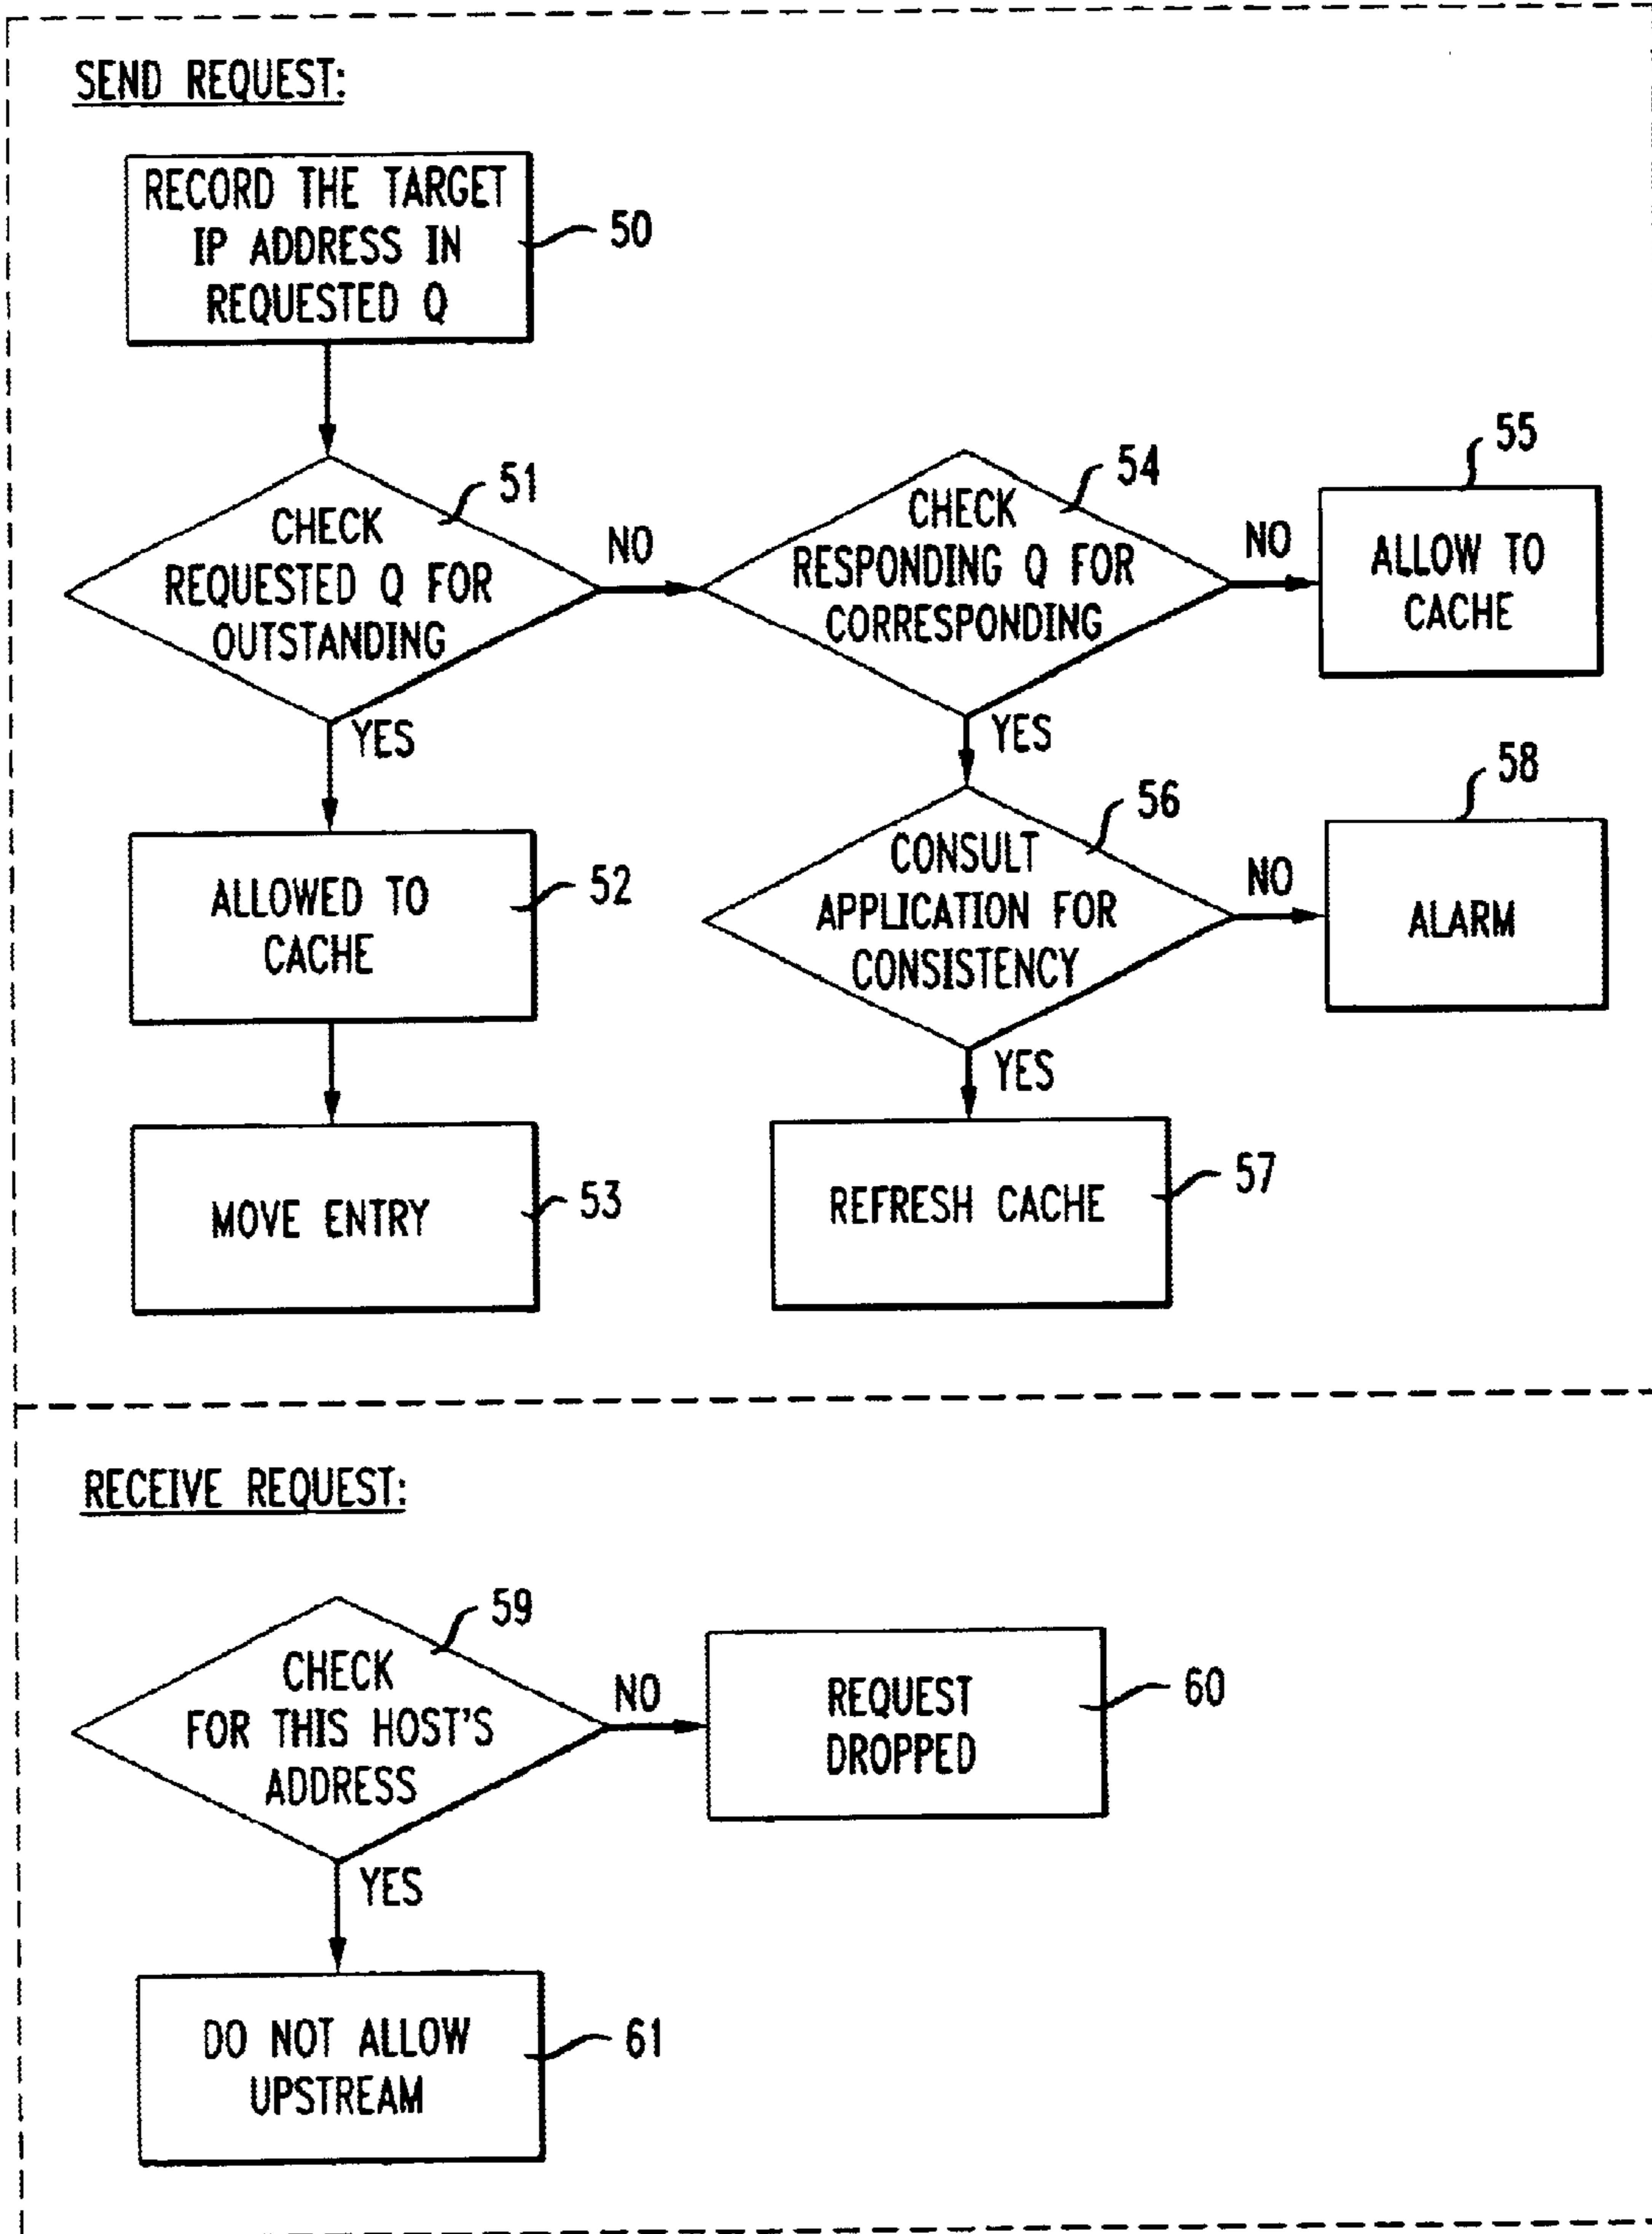 SEND REQUEST:
RECORD THE TARGET
IP ADDRESS IN
REQUESTED Q
50
CHECK
REQUESTED Q FOR
OUTSTANDING
51
NO
YES
CHECK
RESPONDING Q FOR
CORRESPONDING
54
NO
YES
ALLOW TO
CACHE
55
ALLOWED TO
CACHE
52
CONSULT
APPLICATION FOR
CONSISTENCY
56
NO
YES
ALARM
58
MOVE ENTRY
53
REFRESH CACHE
57
RECEIVE REQUEST:
CHECK
FOR THIS HOST'S
ADDRESS
59
NO
YES
REQUEST
DROPPED
60
DO NOT ALLOW
UPSTREAM
61